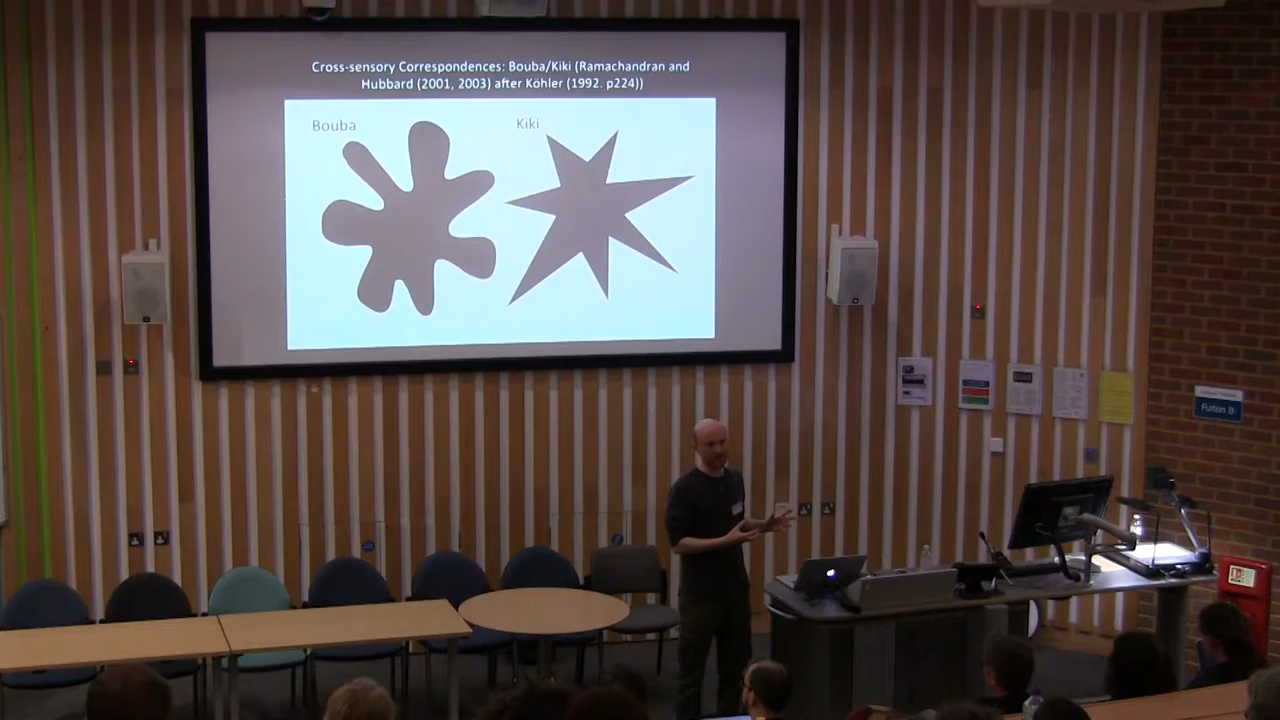 Cross-sensory Correspondences: Bouba/Kiki (Ramachandran and
Hubbard (2001, 2003) after Köhler (1992. p224))
Bouba
Kiki
Fulton B